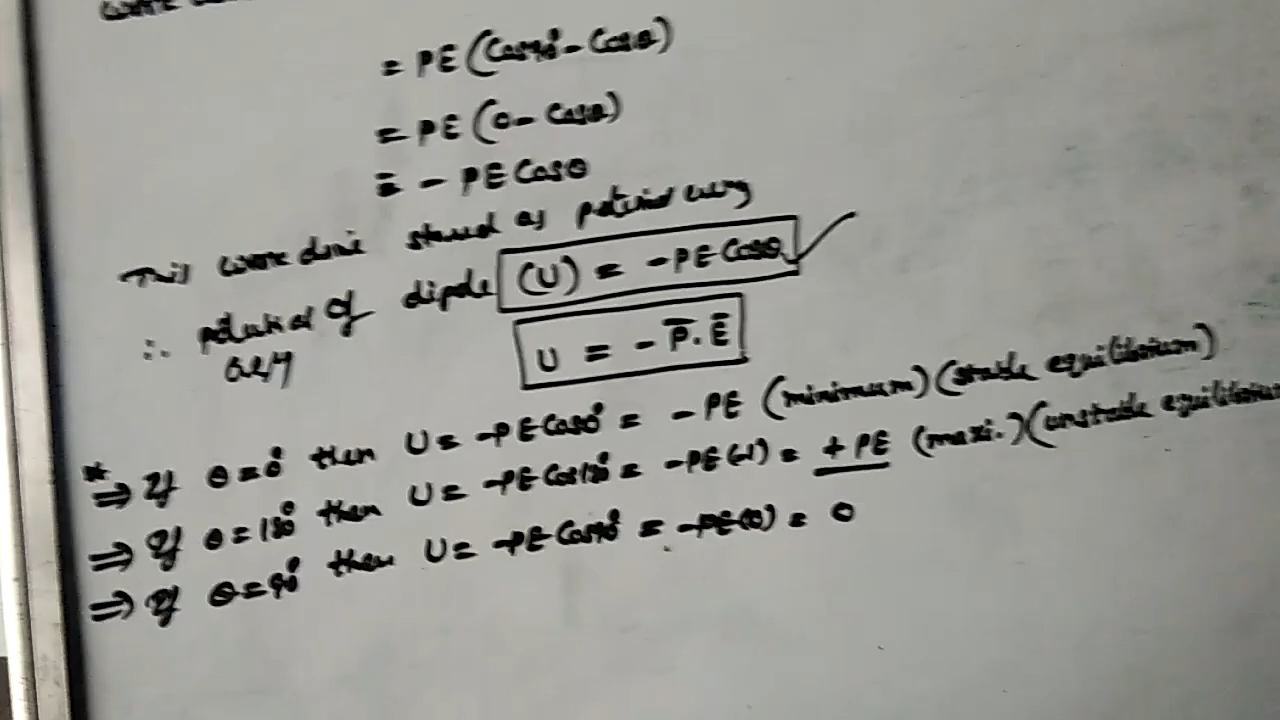 = PE (Cos90° - Cosθ)
= PE (0 - Cosθ)
= - PE Cosθ
This work done stored as potential energy
∴ potential of dipole (U) = -PE Cosθ
U = - P̅.E̅
* ⇒ If θ=0° then U = -PE Cos0° = - PE (minimum) (stable equilibrium)
⇒ If θ=180° then U = -PE Cos180° = -PE(-1) = + PE (maxi.) (unstable equilibrium
⇒ If θ=90° then U = -PE Cos90° = -PE(0) = 0